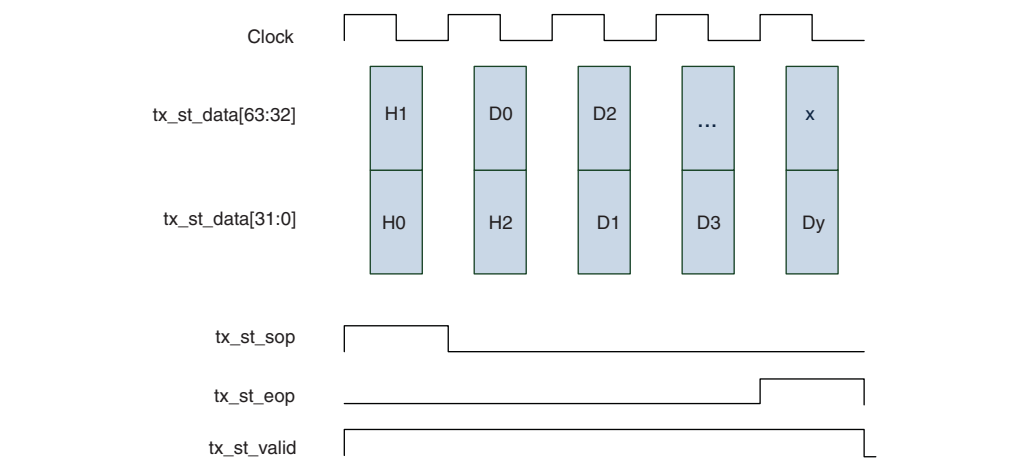 Clock
tx_st_data[63:32] H1 D0 D2 ... x
tx_st_data[31:0] H0 H2 D1 D3 Dy
tx_st_sop
tx_st_eop
tx_st_valid